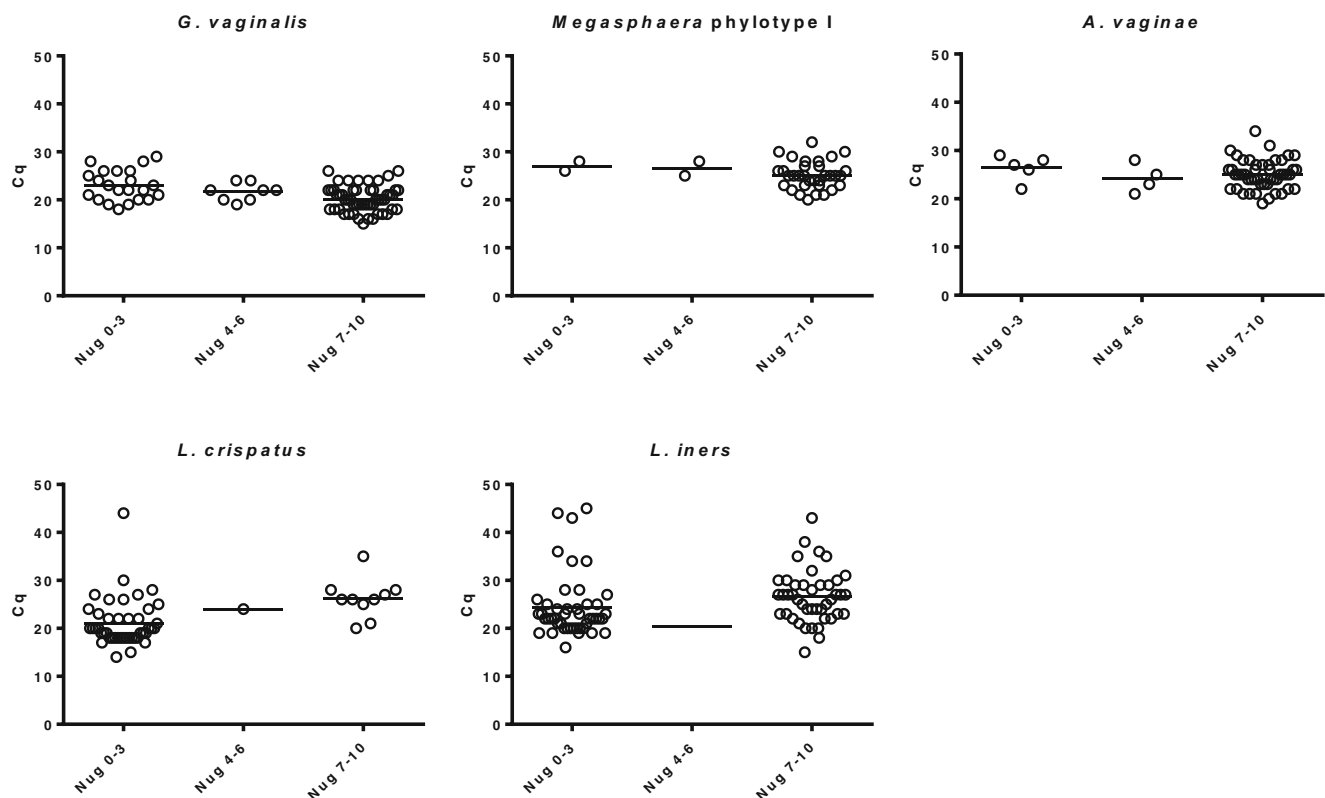 G. vaginalis
50
40
30
20
10
0
Cq
Nug 0-3
Nug 4-6
Nug 7-10
Megasphaera phylotype I
50
40
30
20
10
0
Cq
Nug 0-3
Nug 4-6
Nug 7-10
A. vaginae
50
40
30
20
10
0
Cq
Nug 0-3
Nug 4-6
Nug 7-10
L. crispatus
50
40
30
20
10
0
Cq
Nug 0-3
Nug 4-6
Nug 7-10
L. iners
50
40
30
20
10
0
Cq
Nug 0-3
Nug 4-6
Nug 7-10